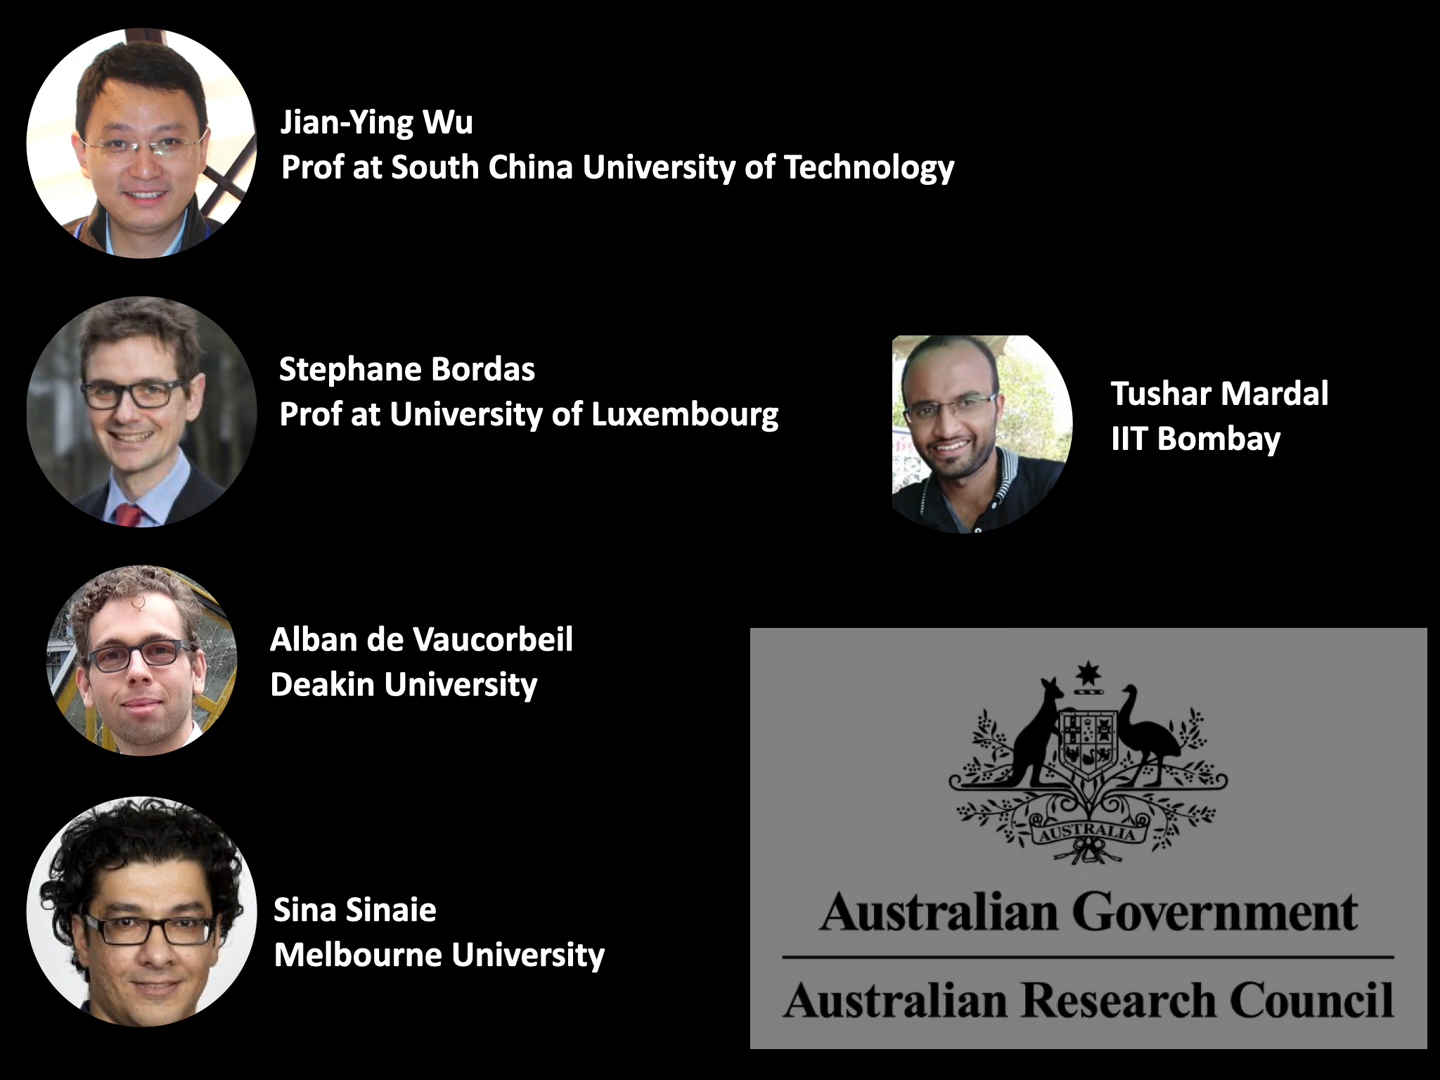 Jian-Ying Wu
Prof at South China University of Technology
Stephane Bordas
Prof at University of Luxembourg
Tushar Mardal
IIT Bombay
Alban de Vaucorbeil
Deakin University
Sina Sinaie
Melbourne University
AUSTRALIA
Australian Government
Australian Research Council